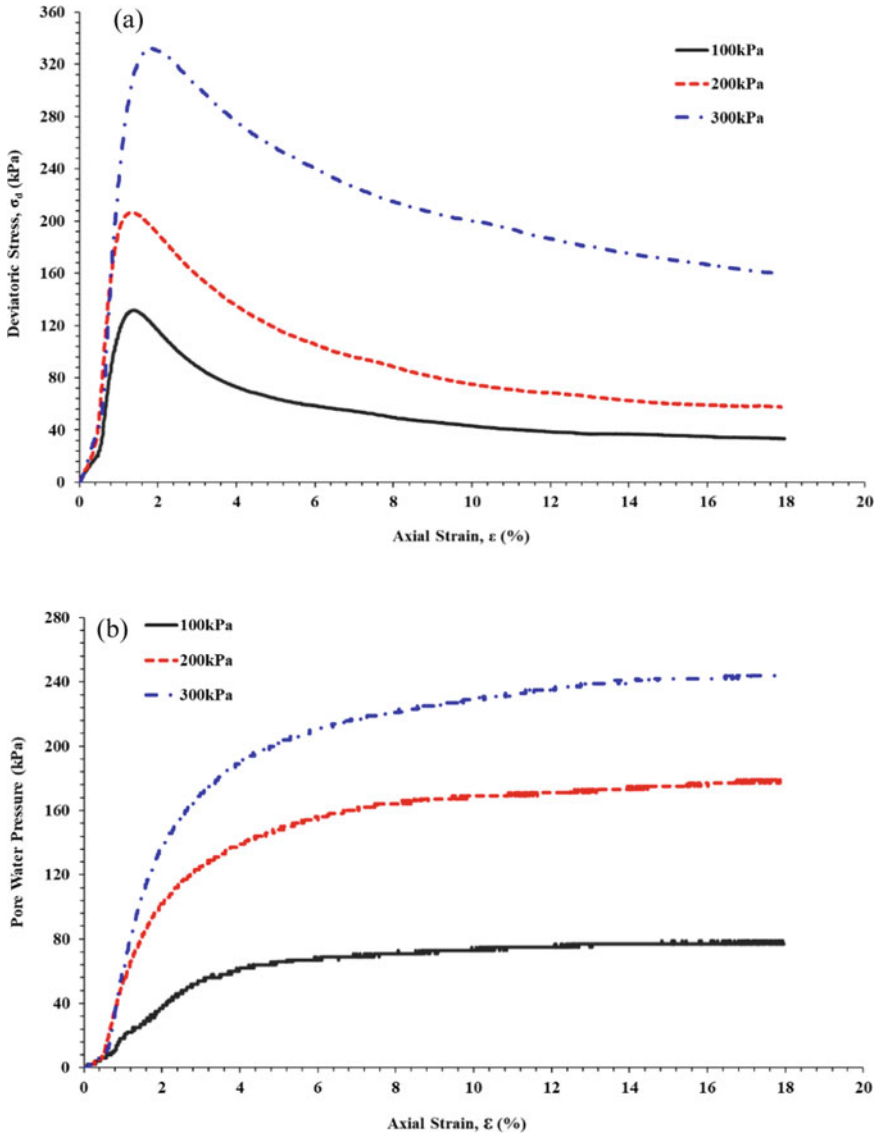 (a)
360
320
280
240
200
160
120
80
40
0
Deviatoric Stress, σd (kPa)
100kPa
200kPa
300kPa
0 2 4 6 8 10 12 14 16 18 20
Axial Strain, ε (%)
(b)
280
240
200
160
120
80
40
0
Pore Water Pressure (kPa)
100kPa
200kPa
300kPa
0 2 4 6 8 10 12 14 16 18 20
Axial Strain, ε (%)